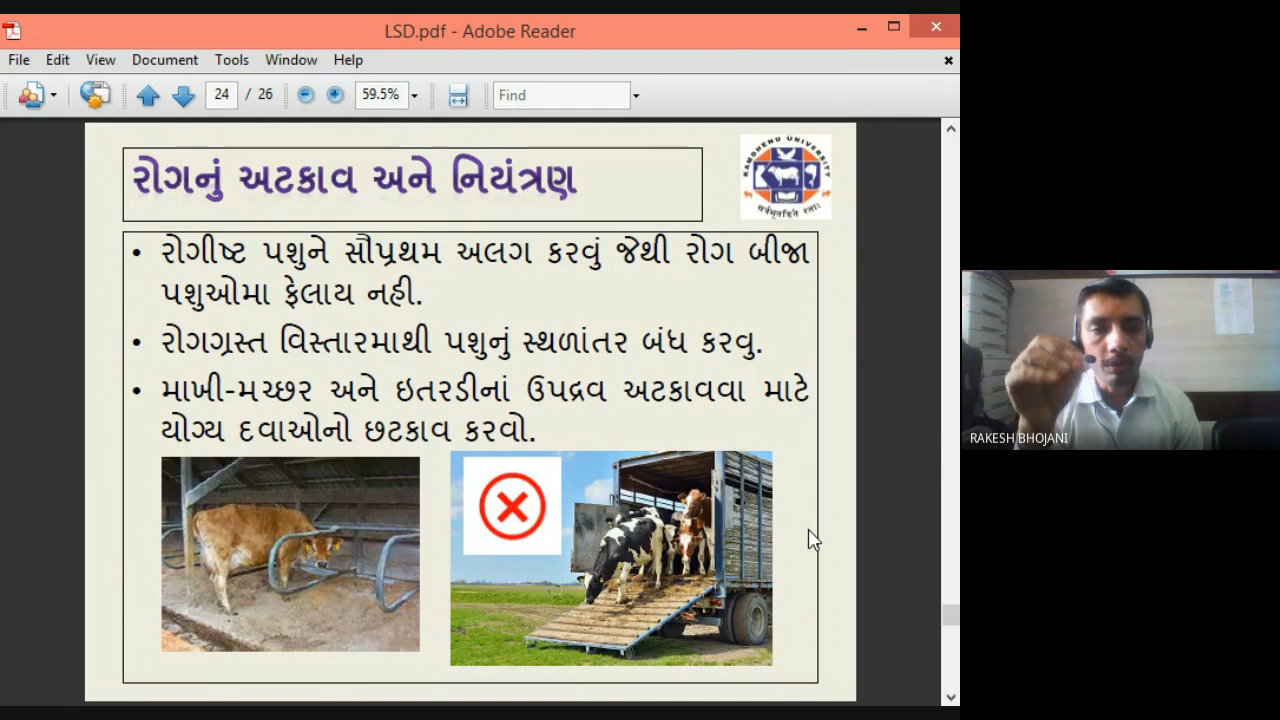 LSD.pdf - Adobe Reader
File Edit View Document Tools Window Help
24 / 26 59.5% Find
રોગનું અટકાવ અને નિયંત્રણ
KAMDHENU UNIVERSITY
• રોગીષ્ટ પશુને સૌપ્રથમ અલગ કરવું જેથી રોગ બીજા
પશુઓમા ફેલાય નહી.
• રોગગ્રસ્ત વિસ્તારમાથી પશુનું સ્થળાંતર બંધ કરવુ.
• માખી-મચ્છર અને ઇતરડીનાં ઉપદ્રવ અટકાવવા માટે
યોગ્ય દવાઓનો છટકાવ કરવો.
RAKESH BHOJANI